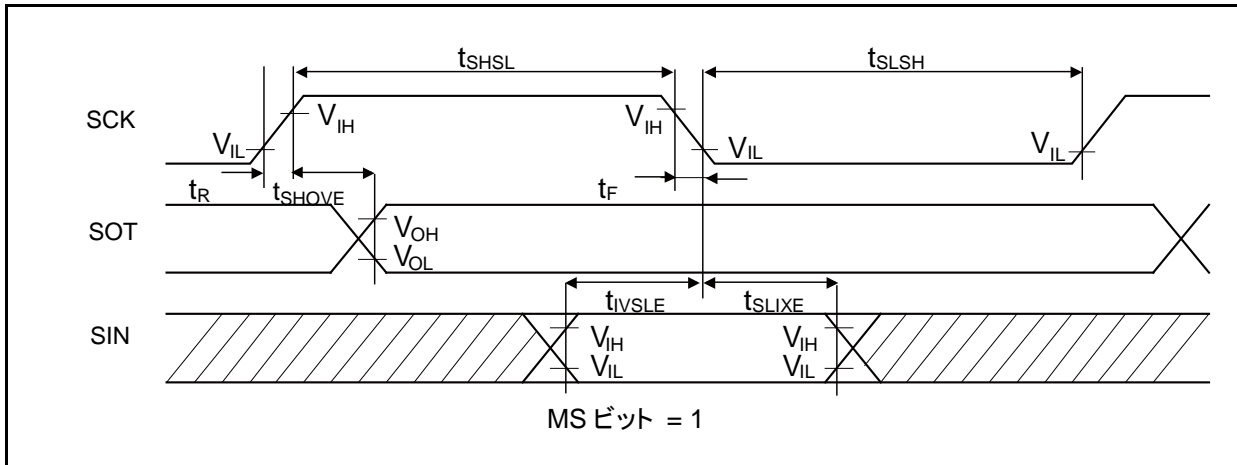 tSHSL
tSLSH
SCK
VIH
VIH
VIL
VIL
VIL
tR
tSHOVE
tF
SOT
VOH
VOL
tIVSLE
tSLIXE
SIN
VIH
VIH
VIL
VIL
MS ビット = 1